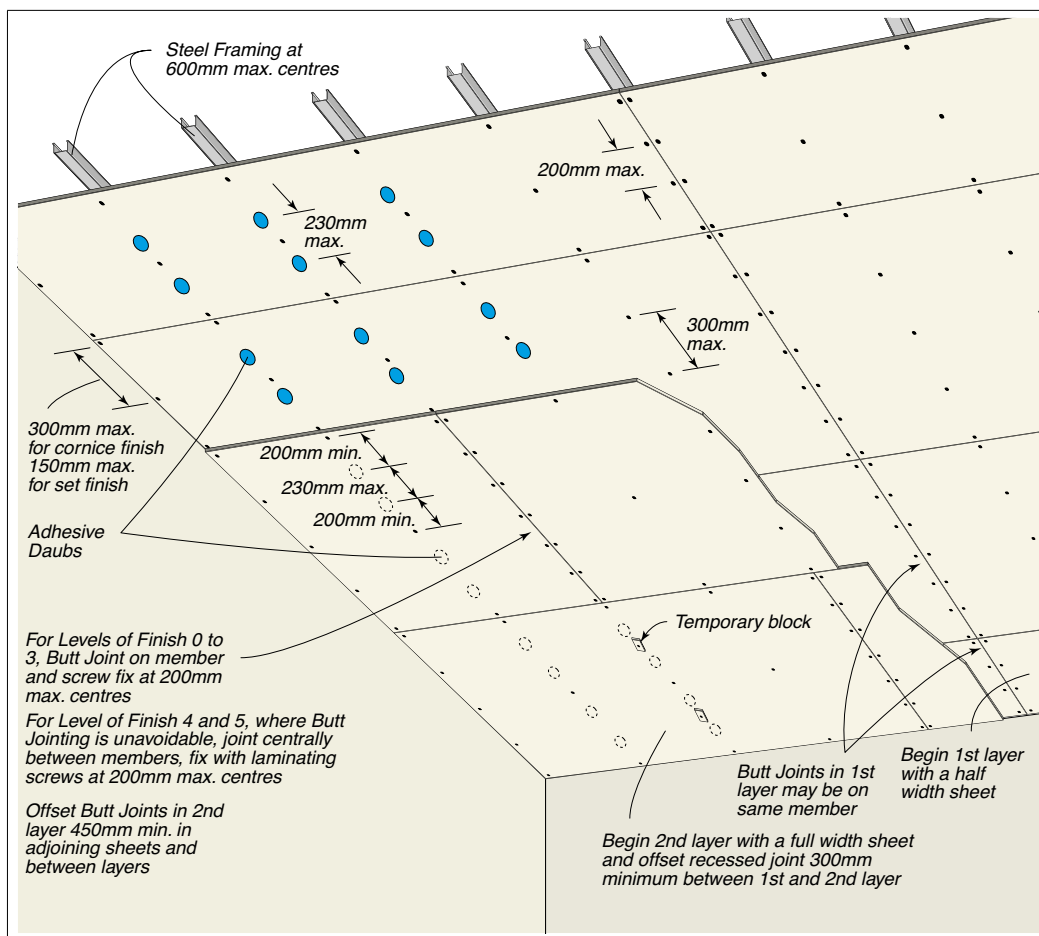 Steel Framing at
600mm max. centres
200mm max.
230mm
max.
300mm
max.
300mm max.
for cornice finish
150mm max.
for set finish
200mm min.
230mm max.
200mm min.
Adhesive
Daubs
Temporary block
For Levels of Finish 0 to
3, Butt Joint on member
and screw fix at 200mm
max. centres
For Level of Finish 4 and 5, where Butt
Jointing is unavoidable, joint centrally
between members, fix with laminating
screws at 200mm max. centres
Offset Butt Joints in 2nd
layer 450mm min. in
adjoining sheets and
between layers
Butt Joints in 1st
layer may be on
same member
Begin 1st layer
with a half
width sheet
Begin 2nd layer with a full width sheet
and offset recessed joint 300mm
minimum between 1st and 2nd layer